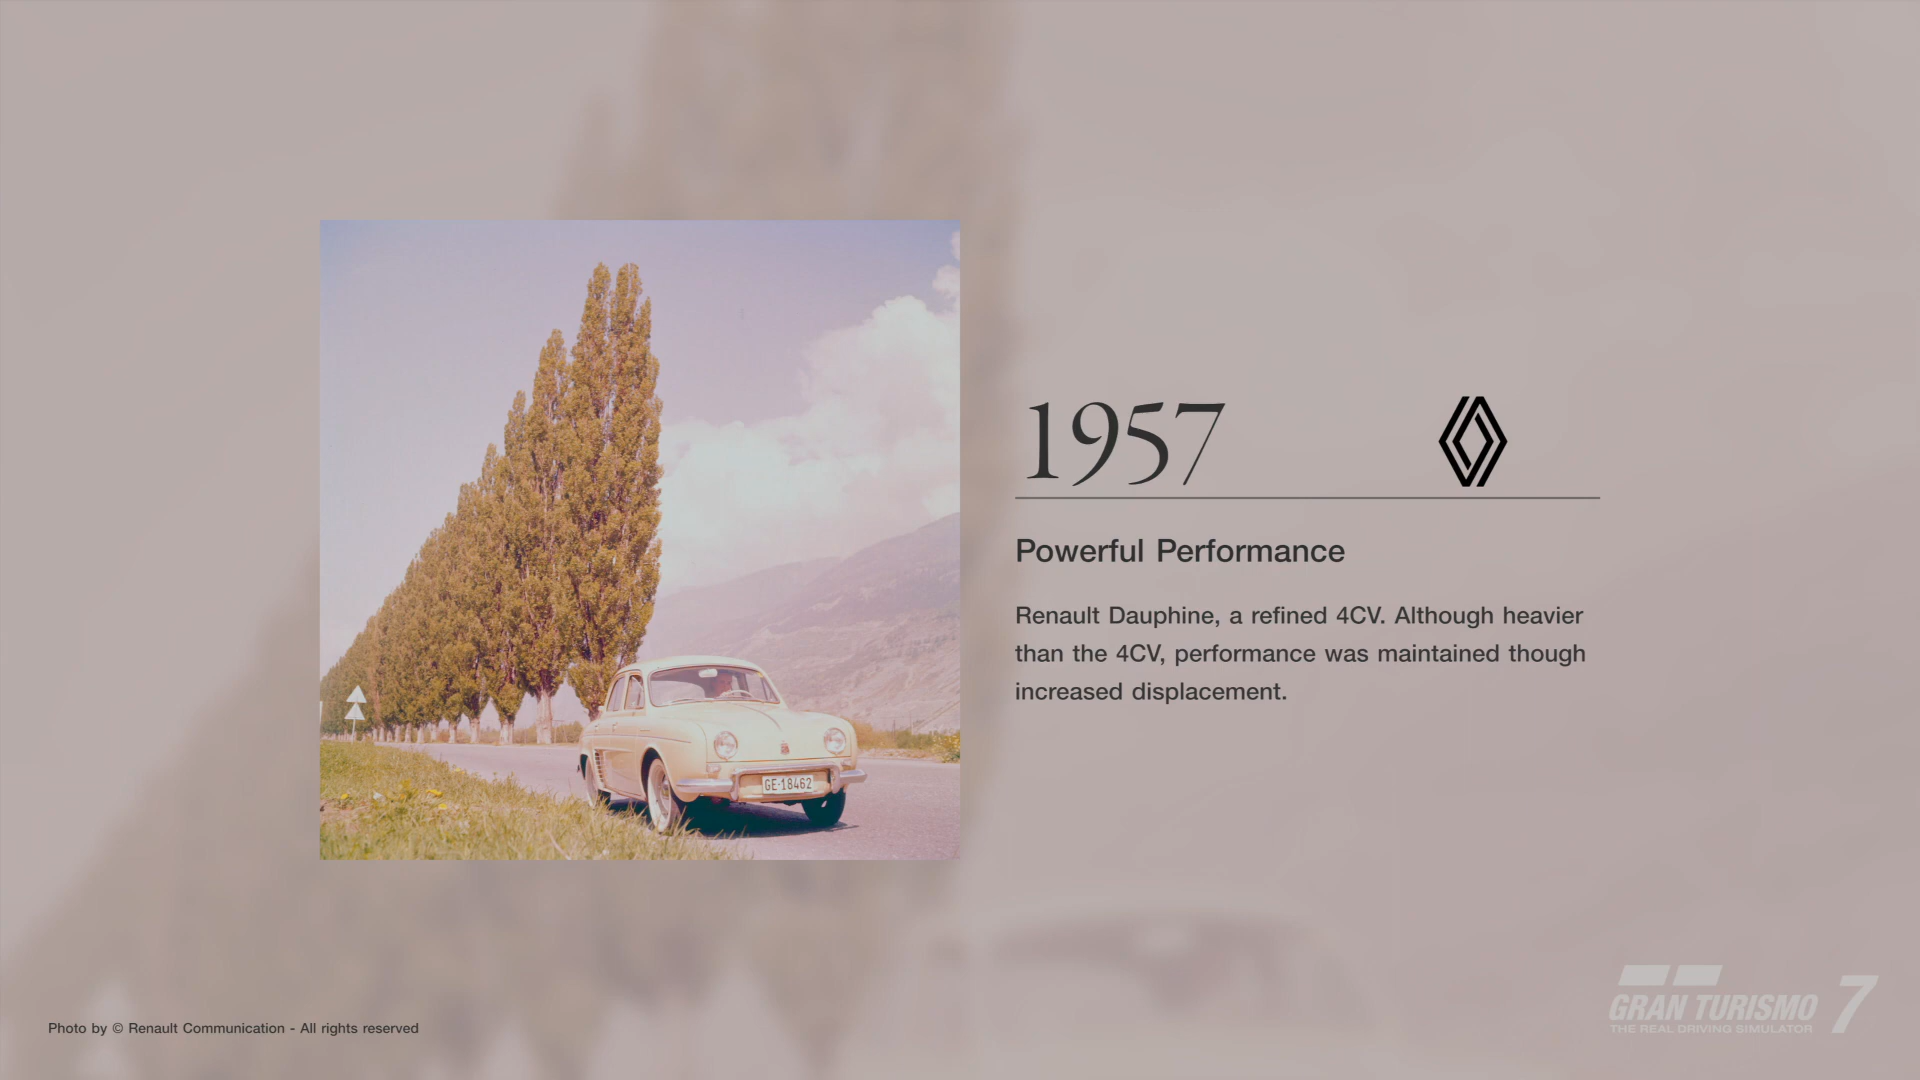 1957
Powerful Performance
Renault Dauphine, a refined 4CV. Although heavier
than the 4CV, performance was maintained though
increased displacement.
GE·18462
Photo by © Renault Communication - All rights reserved
GRAN TURISMO 7
THE REAL DRIVING SIMULATOR